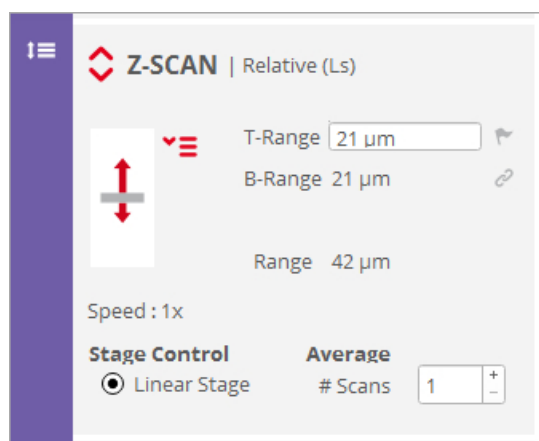 Z-SCAN | Relative (Ls)
T-Range 21 µm
B-Range 21 µm
Range 42 µm
Speed : 1x
Stage Control Average
Linear Stage # Scans 1 + −